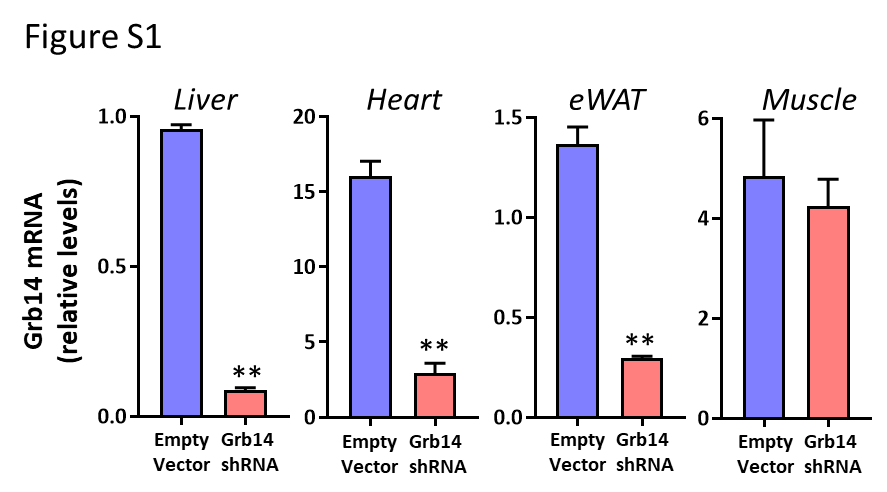 Figure S1
Grb14 mRNA
(relative levels)
Liver
1.0
0.5
0.0
**
Empty Vector
Grb14 shRNA
Heart
20
15
10
5
0
**
Empty Vector
Grb14 shRNA
eWAT
1.5
1.0
0.5
0.0
**
Empty Vector
Grb14 shRNA
Muscle
6
4
2
0
Empty Vector
Grb14 shRNA